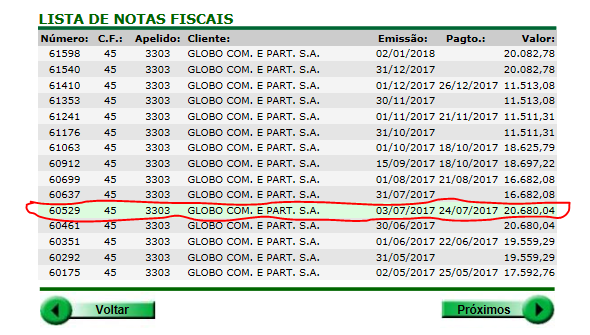 LISTA DE NOTAS FISCAIS
Número: C.F.: Apelido: Cliente: Emissão: Pagto.: Valor:
61598 45 3303 GLOBO COM. E PART. S.A. 02/01/2018 20.082,78
61540 45 3303 GLOBO COM. E PART. S.A. 31/12/2017 20.082,78
61410 45 3303 GLOBO COM. E PART. S.A. 01/12/2017 26/12/2017 11.513,08
61353 45 3303 GLOBO COM. E PART. S.A. 30/11/2017 11.513,08
61241 45 3303 GLOBO COM. E PART. S.A. 01/11/2017 21/11/2017 11.511,31
61176 45 3303 GLOBO COM. E PART. S.A. 31/10/2017 11.511,31
61063 45 3303 GLOBO COM. E PART. S.A. 01/10/2017 18/10/2017 18.625,79
60912 45 3303 GLOBO COM. E PART. S.A. 15/09/2017 18/10/2017 18.697,22
60699 45 3303 GLOBO COM. E PART. S.A. 01/08/2017 21/08/2017 16.682,08
60637 45 3303 GLOBO COM. E PART. S.A. 31/07/2017 16.682,08
60529 45 3303 GLOBO COM. E PART. S.A. 03/07/2017 24/07/2017 20.680,04
60461 45 3303 GLOBO COM. E PART. S.A. 30/06/2017 20.680,04
60351 45 3303 GLOBO COM. E PART. S.A. 01/06/2017 22/06/2017 19.559,29
60292 45 3303 GLOBO COM. E PART. S.A. 31/05/2017 19.559,29
60175 45 3303 GLOBO COM. E PART. S.A. 02/05/2017 25/05/2017 17.592,76
Voltar Próximos